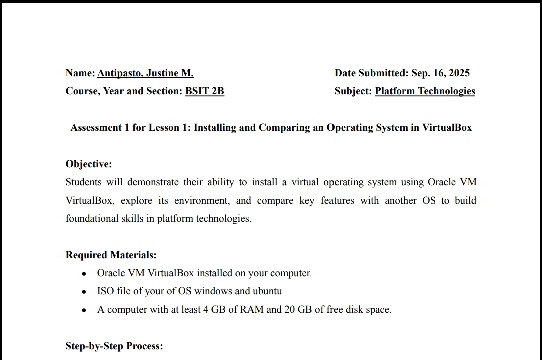 Name: Antipasto, Justine M. Date Submitted: Sep. 16, 2025
Course, Year and Section: BSIT 2B Subject: Platform Technologies
Assessment 1 for Lesson 1: Installing and Comparing an Operating System in VirtualBox
Objective:
Students will demonstrate their ability to install a virtual operating system using Oracle VM
VirtualBox, explore its environment, and compare key features with another OS to build
foundational skills in platform technologies.
Required Materials:
• Oracle VM VirtualBox installed on your computer.
• ISO file of your of OS windows and ubuntu
• A computer with at least 4 GB of RAM and 20 GB of free disk space.
Step-by-Step Process: